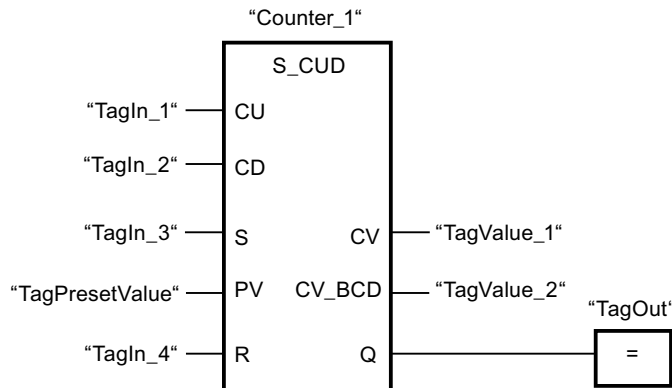 “Counter_1“
S_CUD
“TagIn_1“ CU
“TagIn_2“ CD
“TagIn_3“ S CV “TagValue_1“
“TagPresetValue“ PV CV_BCD “TagValue_2“
“TagOut“
“TagIn_4“ R Q =